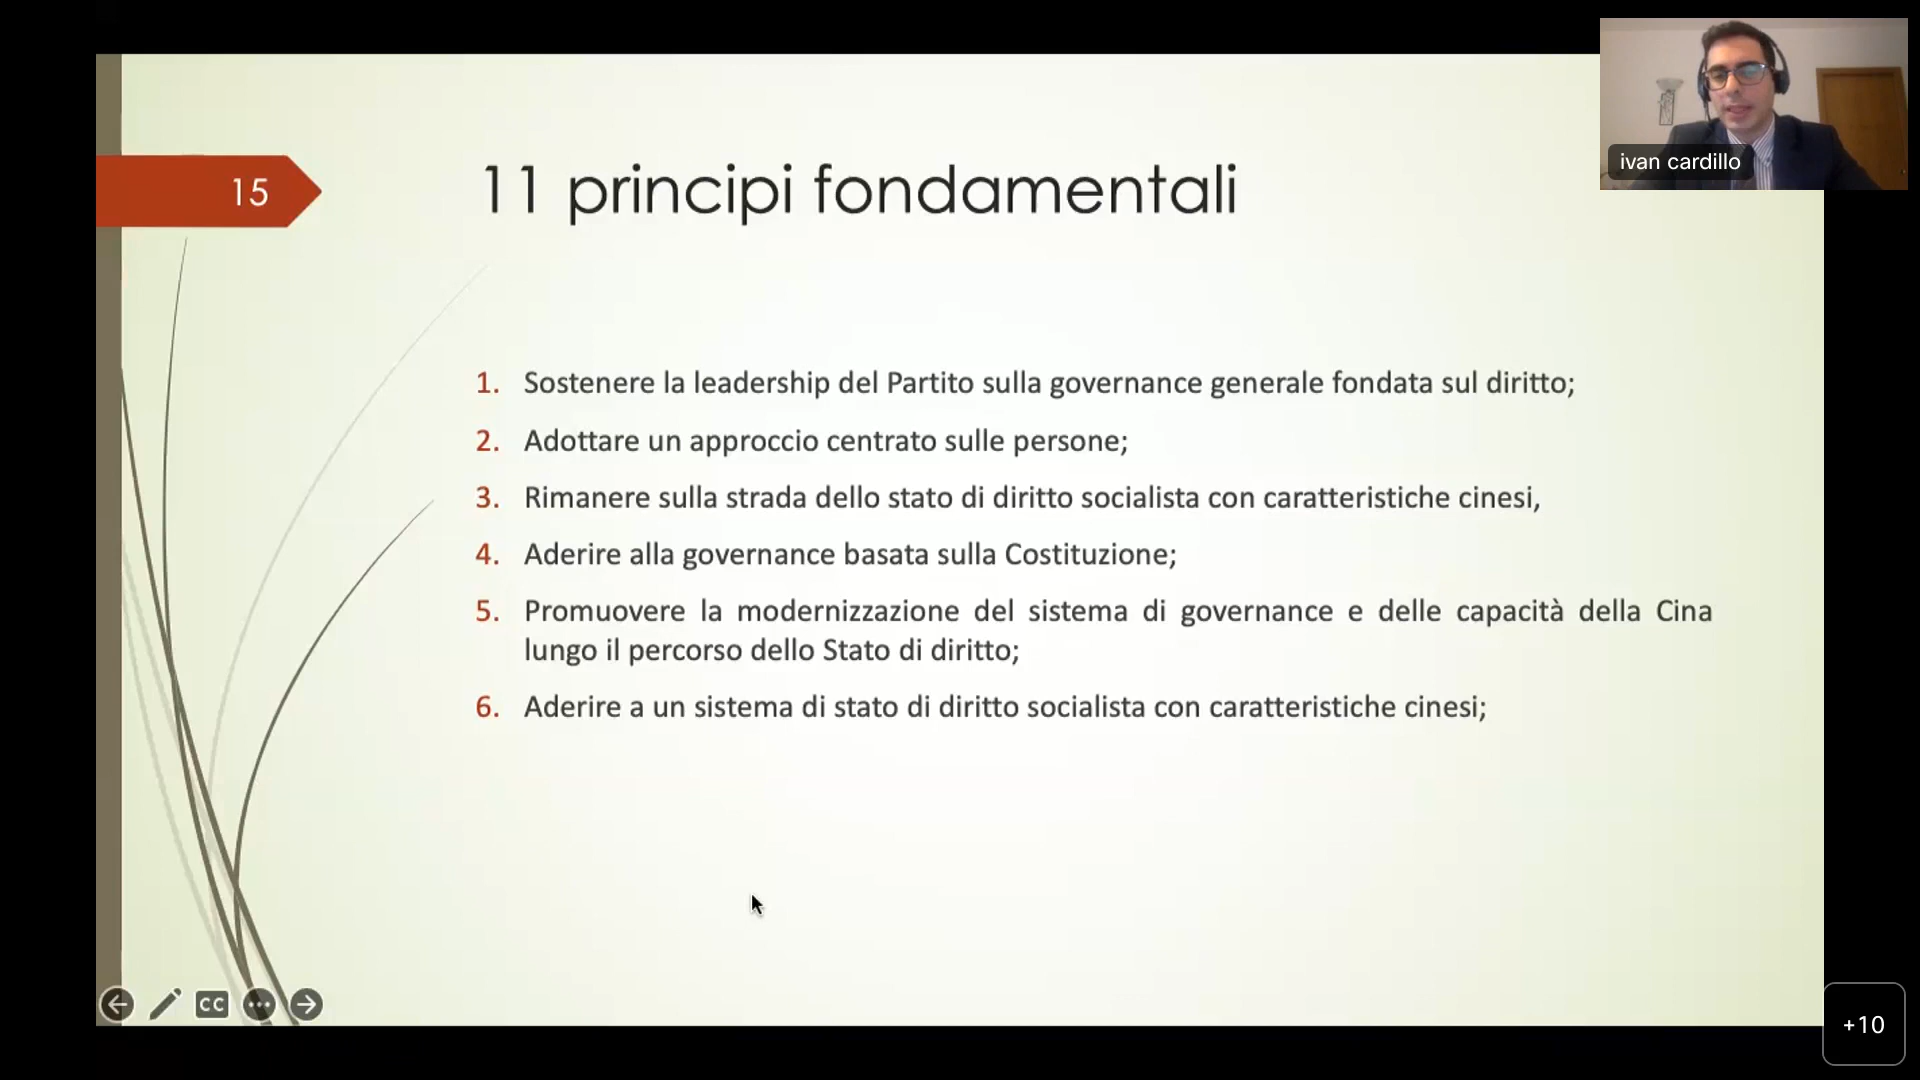 ivan cardillo
15
11 principi fondamentali
1. Sostenere la leadership del Partito sulla governance generale fondata sul diritto;
2. Adottare un approccio centrato sulle persone;
3. Rimanere sulla strada dello stato di diritto socialista con caratteristiche cinesi,
4. Aderire alla governance basata sulla Costituzione;
5. Promuovere la modernizzazione del sistema di governance e delle capacità della Cina
lungo il percorso dello Stato di diritto;
6. Aderire a un sistema di stato di diritto socialista con caratteristiche cinesi;
CC
+10